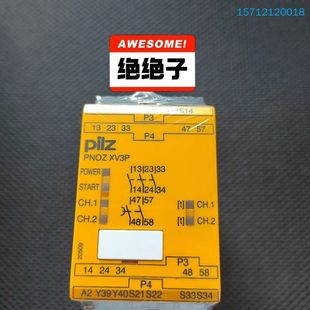 15712120018
AWESOME!
绝绝子
S14
P3
13 23 33
47 57
P4
pilz
PNOZ XV3P
POWER
13 23 33
START
14 24 34
CH.1
47 57
[t] CH.1
CH.2
48 58
[t] CH.2
20509
P3
14 24 34
48 58
P4
A2 Y39 Y40 S21 S22
S33 S34